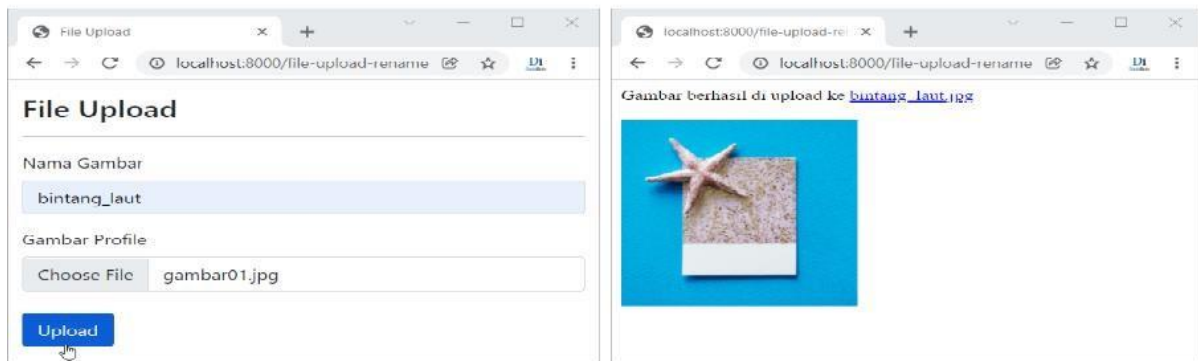 File Upload
localhost:8000/file-upload-rename
File Upload
Nama Gambar
bintang_laut
Gambar Profile
Choose File gambar01.jpg
Upload
localhost:8000/file-upload-re
localhost:8000/file-upload-rename
Gambar berhasil di upload ke bintang_laut.jpg